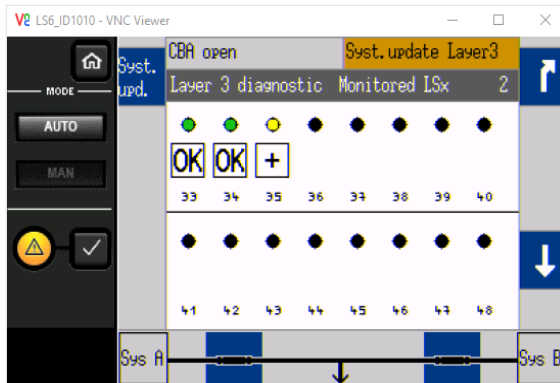 LS6_ID1010 - VNC Viewer
CBA open
Syst. update Layer3
Syst.
upd.
Layer 3 diagnostic Monitored LSx 2
MODE
AUTO
MAN
OK OK +
33 34 35 36 37 38 39 40
41 42 43 44 45 46 47 48
Sys A
Sys B